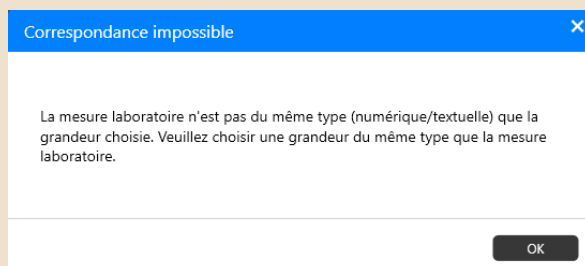 Correspondance impossible
La mesure laboratoire n'est pas du même type (numérique/textuelle) que la
grandeur choisie. Veuillez choisir une grandeur du même type que la mesure
laboratoire.
OK